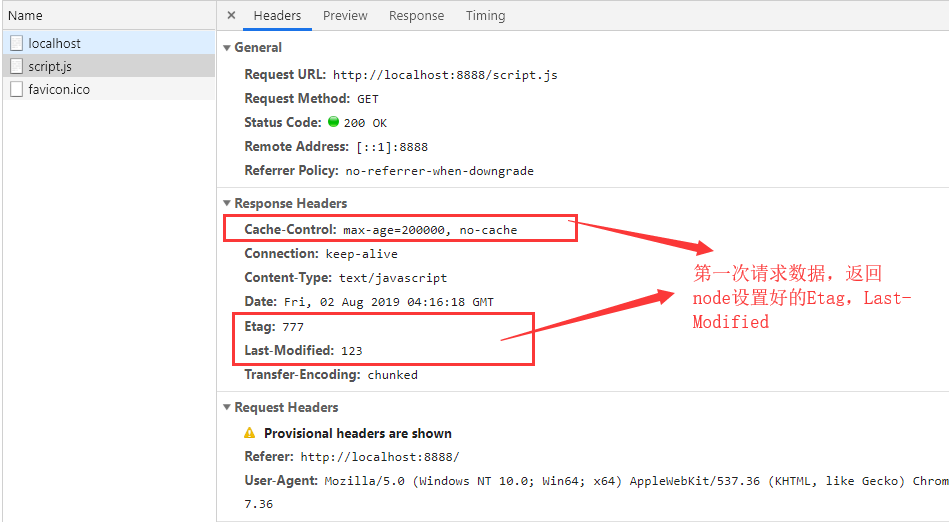 Name
localhost
script.js
favicon.ico
× Headers Preview Response Timing
General
Request URL: http://localhost:8888/script.js
Request Method: GET
Status Code: 200 OK
Remote Address: [::1]:8888
Referrer Policy: no-referrer-when-downgrade
Response Headers
Cache-Control: max-age=200000, no-cache
Connection: keep-alive
Content-Type: text/javascript
Date: Fri, 02 Aug 2019 04:16:18 GMT
Etag: 777
Last-Modified: 123
Transfer-Encoding: chunked
第一次请求数据，返回
node设置好的Etag，Last-
Modified
Request Headers
Provisional headers are shown
Referer: http://localhost:8888/
User-Agent: Mozilla/5.0 (Windows NT 10.0; Win64; x64) AppleWebKit/537.36 (KHTML, like Gecko) Chrom
7.36